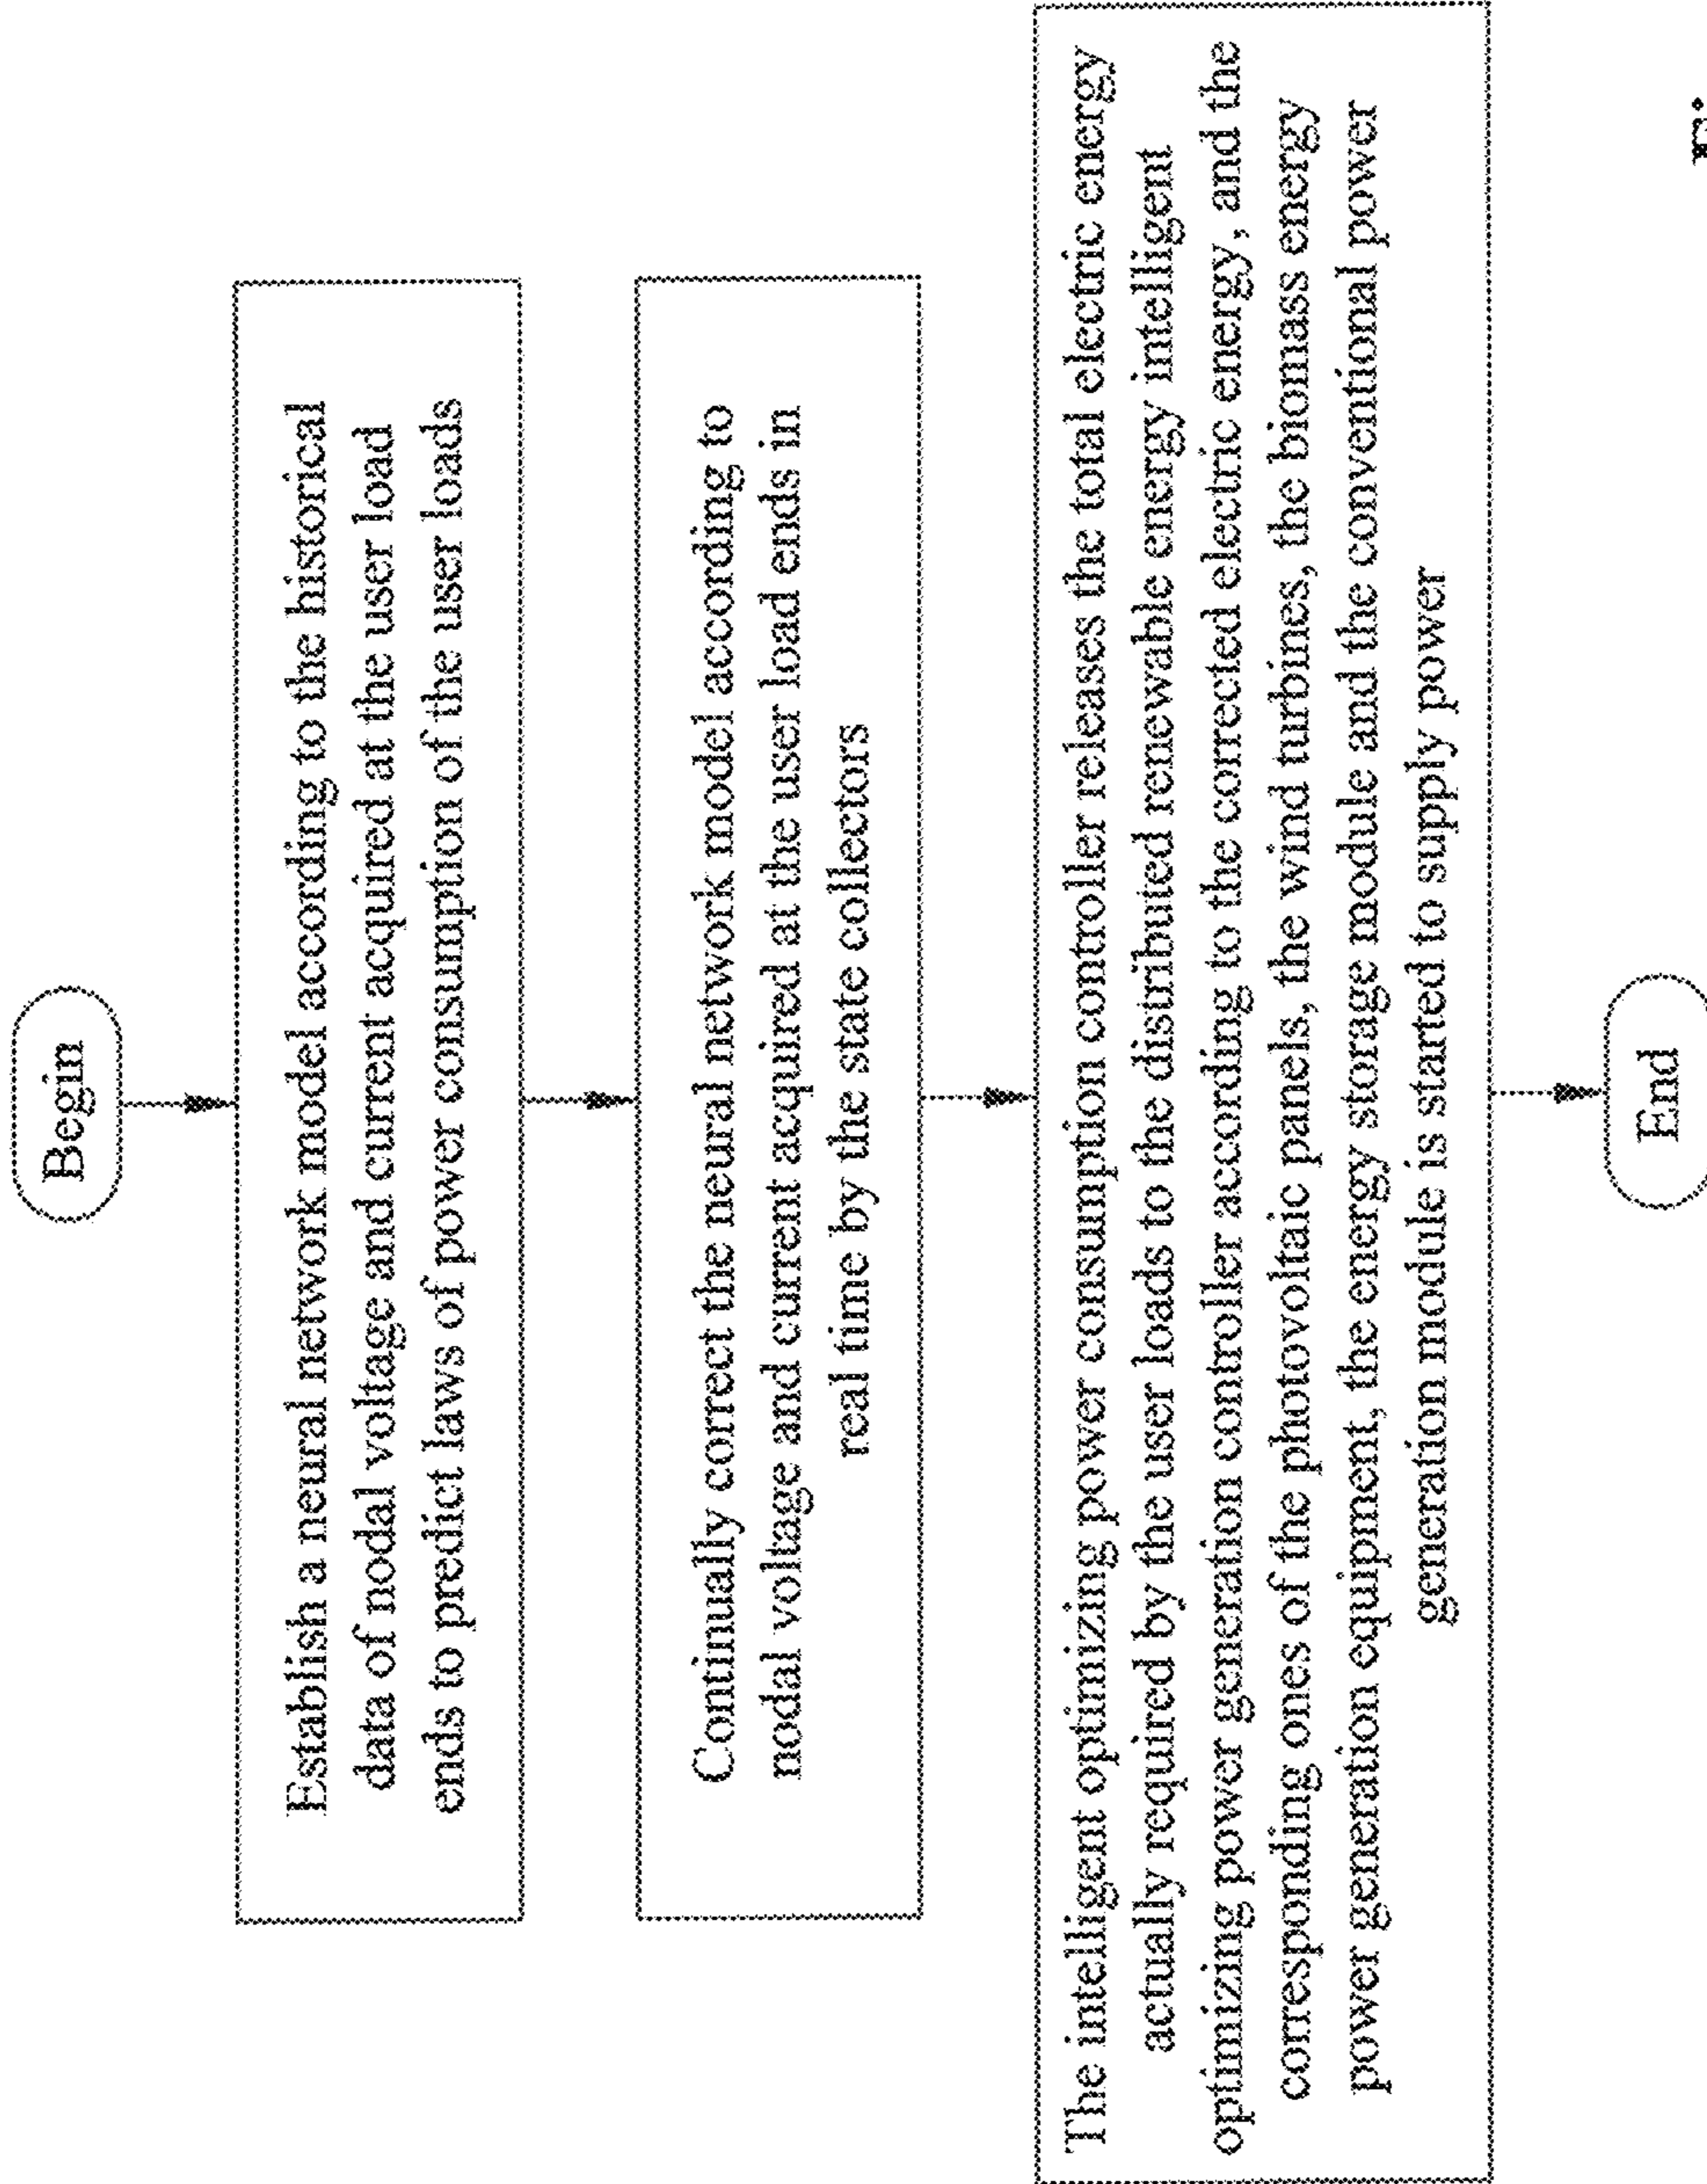 Begin
Establish a neural network model according to the historical
data of nodal voltage and current acquired at the user load
ends to predict laws of power consumption of the user loads
Continually correct the neural network model according to
nodal voltage and current acquired at the user load ends in
real time by the state collectors
The intelligent optimizing power consumption controller releases the total electric energy
actually required by the user loads to the distributed renewable energy intelligent
optimizing power generation controller according to the corrected electric energy, and the
corresponding ones of the photovoltaic panels, the wind turbines, the biomass energy
power generation equipment, the energy storage module and the conventional power
generation module is started to supply power
End